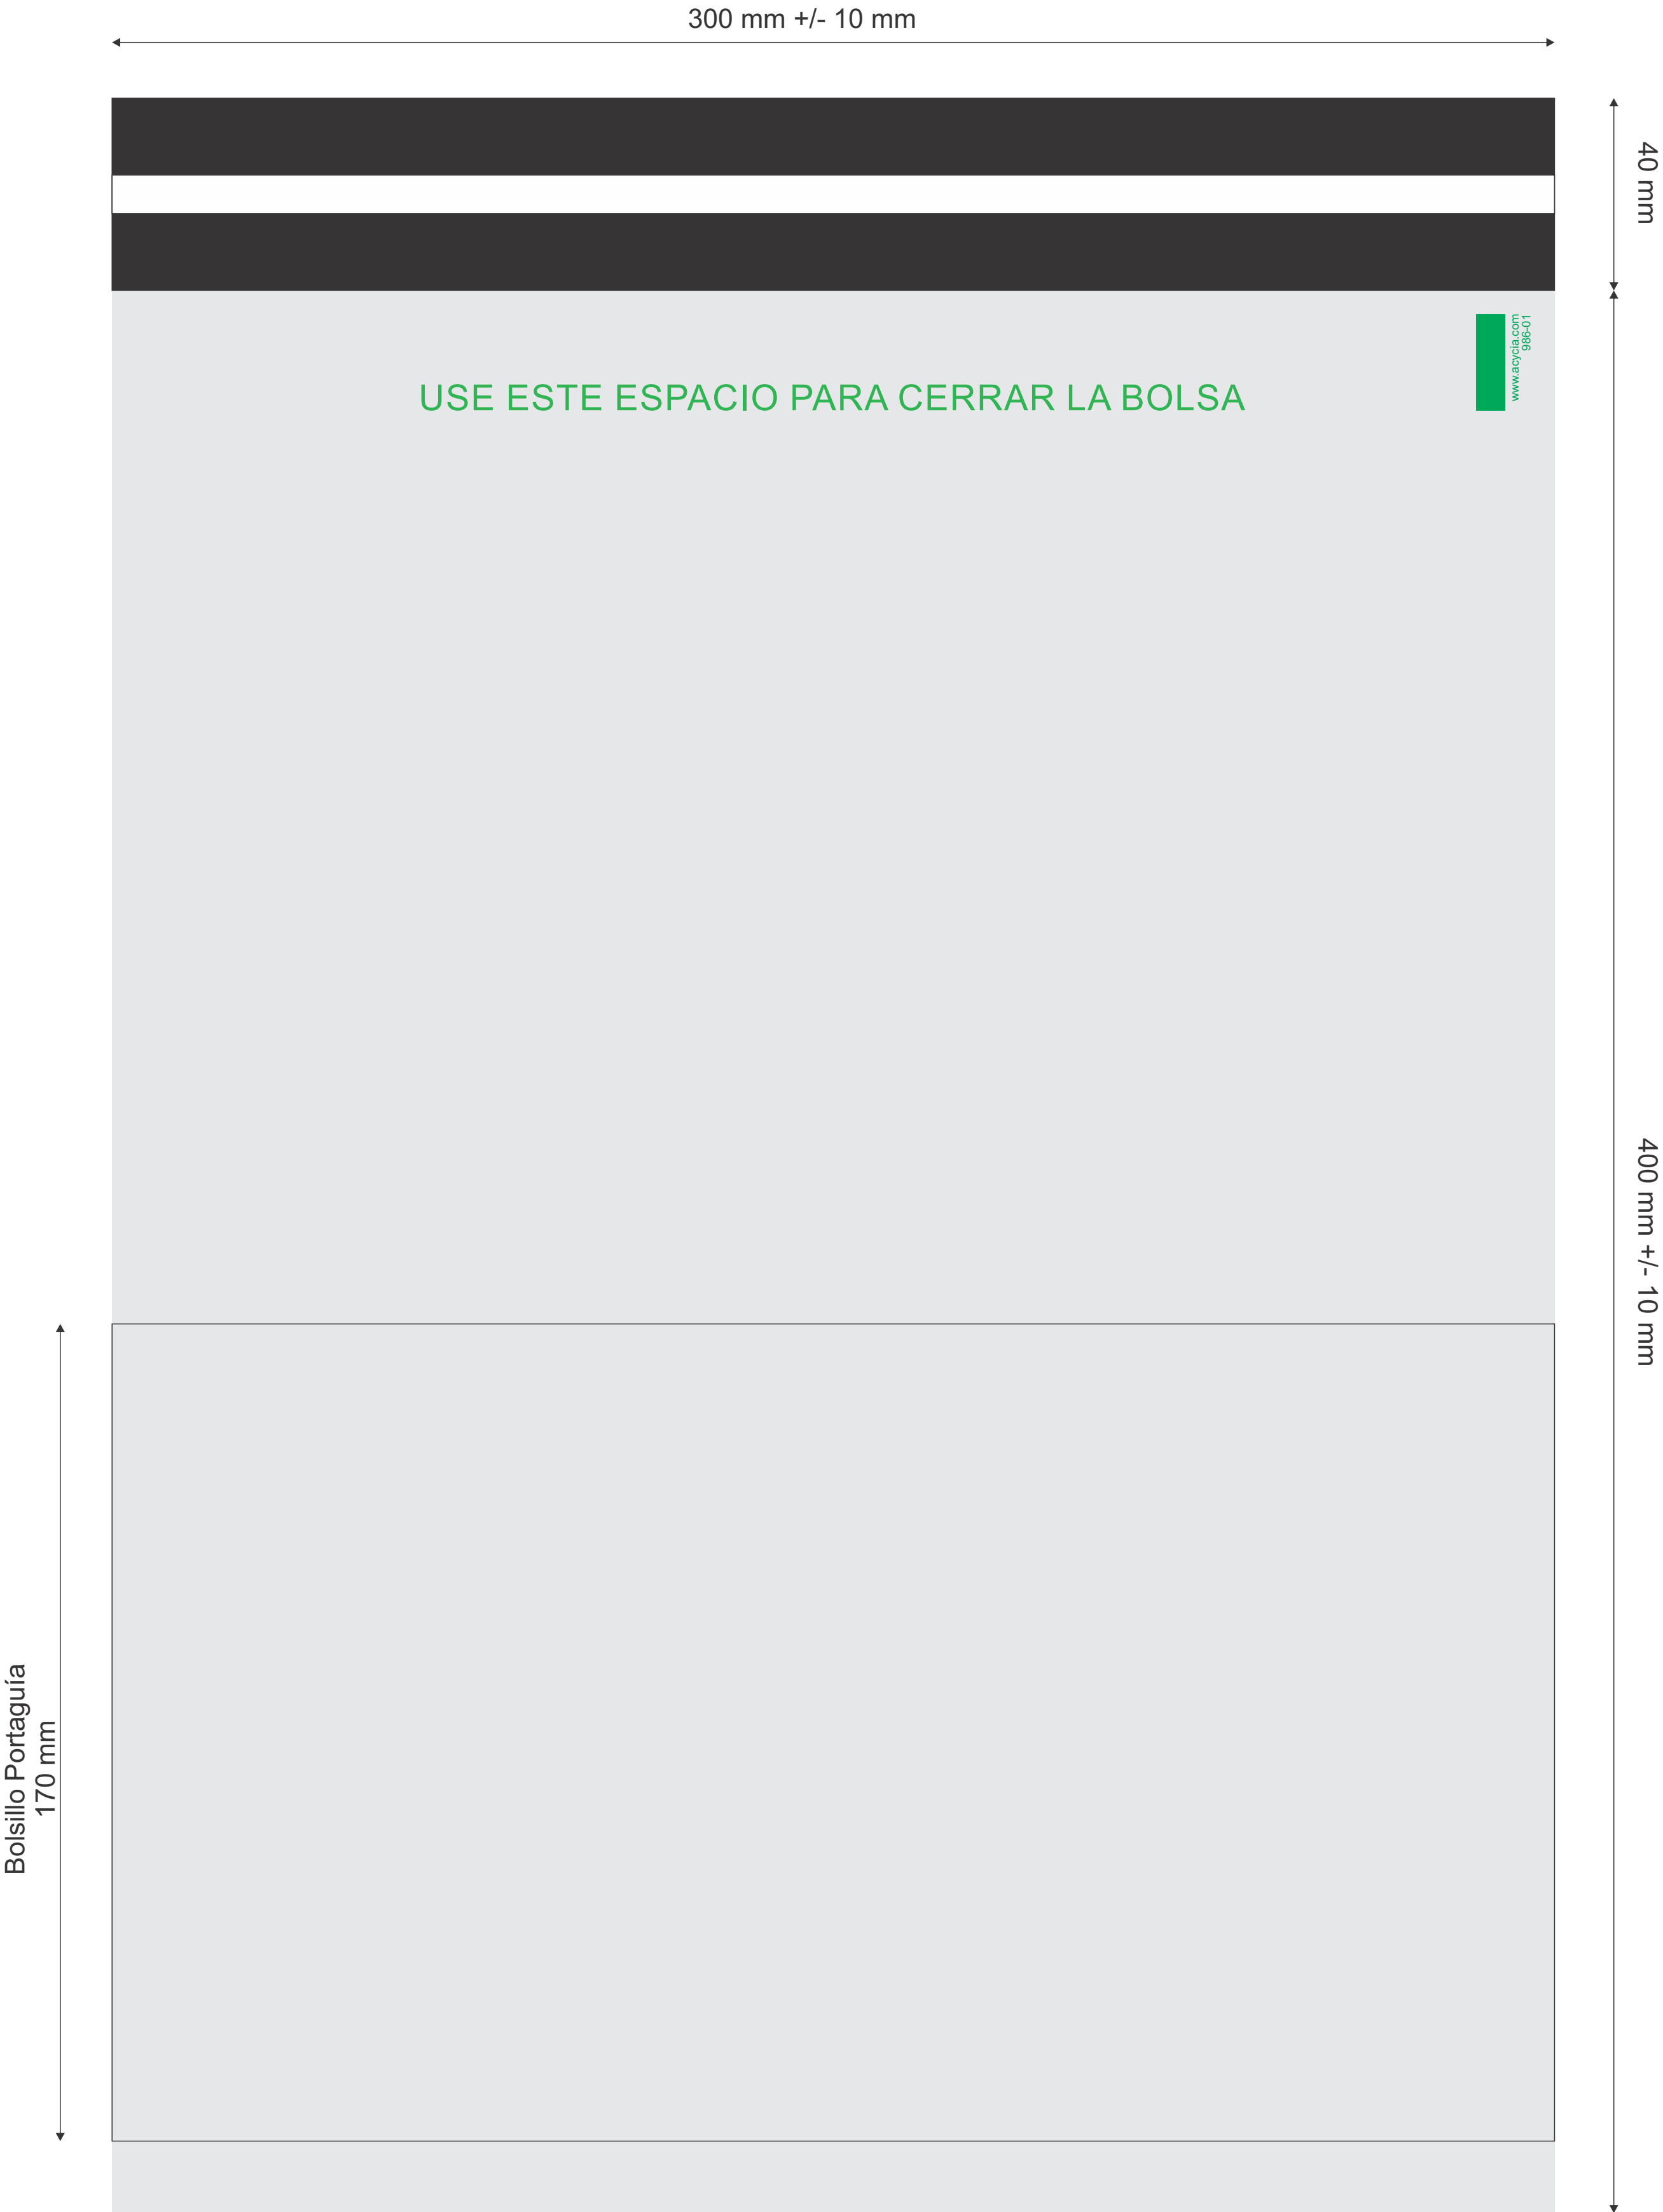 300 mm +/- 10 mm
40 mm
www.acycia.com
986-01
USE ESTE ESPACIO PARA CERRAR LA BOLSA
400 mm +/- 10 mm
Bolsillo Portaguía
170 mm